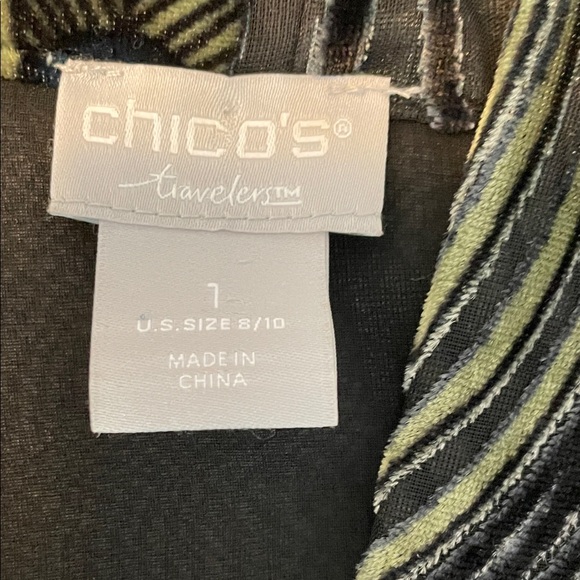 chico's®
travelers™
1
U.S. SIZE 8/10
MADE IN
CHINA